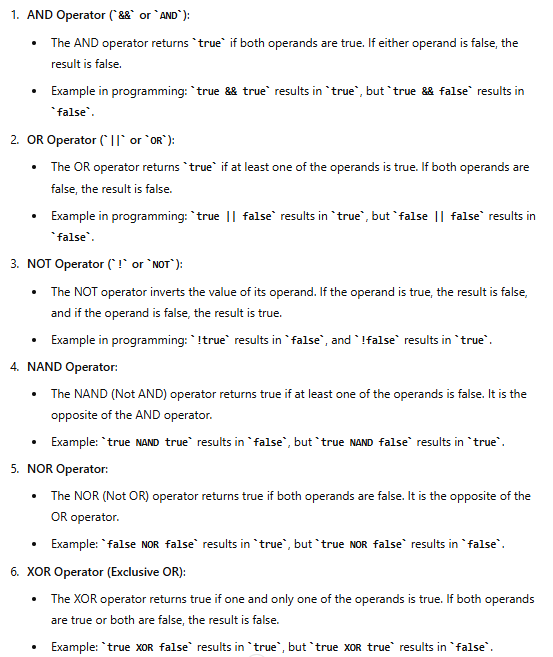 1. AND Operator (`&&` or `AND`):
• The AND operator returns `true` if both operands are true. If either operand is false, the
result is false.
• Example in programming: `true && true` results in `true`, but `true && false` results in
`false`.
2. OR Operator (`||` or `OR`):
• The OR operator returns `true` if at least one of the operands is true. If both operands are
false, the result is false.
• Example in programming: `true || false` results in `true`, but `false || false` results in
`false`.
3. NOT Operator (`!` or `NOT`):
• The NOT operator inverts the value of its operand. If the operand is true, the result is false,
and if the operand is false, the result is true.
• Example in programming: `!true` results in `false`, and `!false` results in `true`.
4. NAND Operator:
• The NAND (Not AND) operator returns true if at least one of the operands is false. It is the
opposite of the AND operator.
• Example: `true NAND true` results in `false`, but `true NAND false` results in `true`.
5. NOR Operator:
• The NOR (Not OR) operator returns true if both operands are false. It is the opposite of the
OR operator.
• Example: `false NOR false` results in `true`, but `true NOR false` results in `false`.
6. XOR Operator (Exclusive OR):
• The XOR operator returns true if one and only one of the operands is true. If both operands
are true or both are false, the result is false.
• Example: `true XOR false` results in `true`, but `true XOR true` results in `false`.